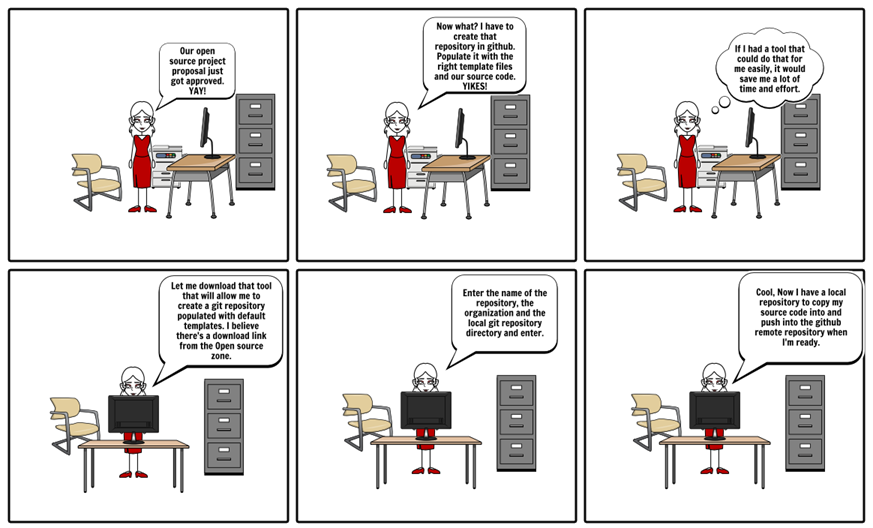 Our open
source project
proposal just
got approved.
YAY!
Now what? I have to
create that
repository in github.
Populate it with the
right template files
and our source code.
YIKES!
If I had a tool that
could do that for
me easily, it would
save me a lot of
time and effort.
Let me download that tool
that will allow me to
create a git repository
populated with default
templates. I believe
there's a download link
from the Open source
zone.
Enter the name of the
repository, the
organization and the
local git repository
directory and enter.
Cool, Now I have a local
repository to copy my
source code into and
push into the github
remote repository when
I'm ready.